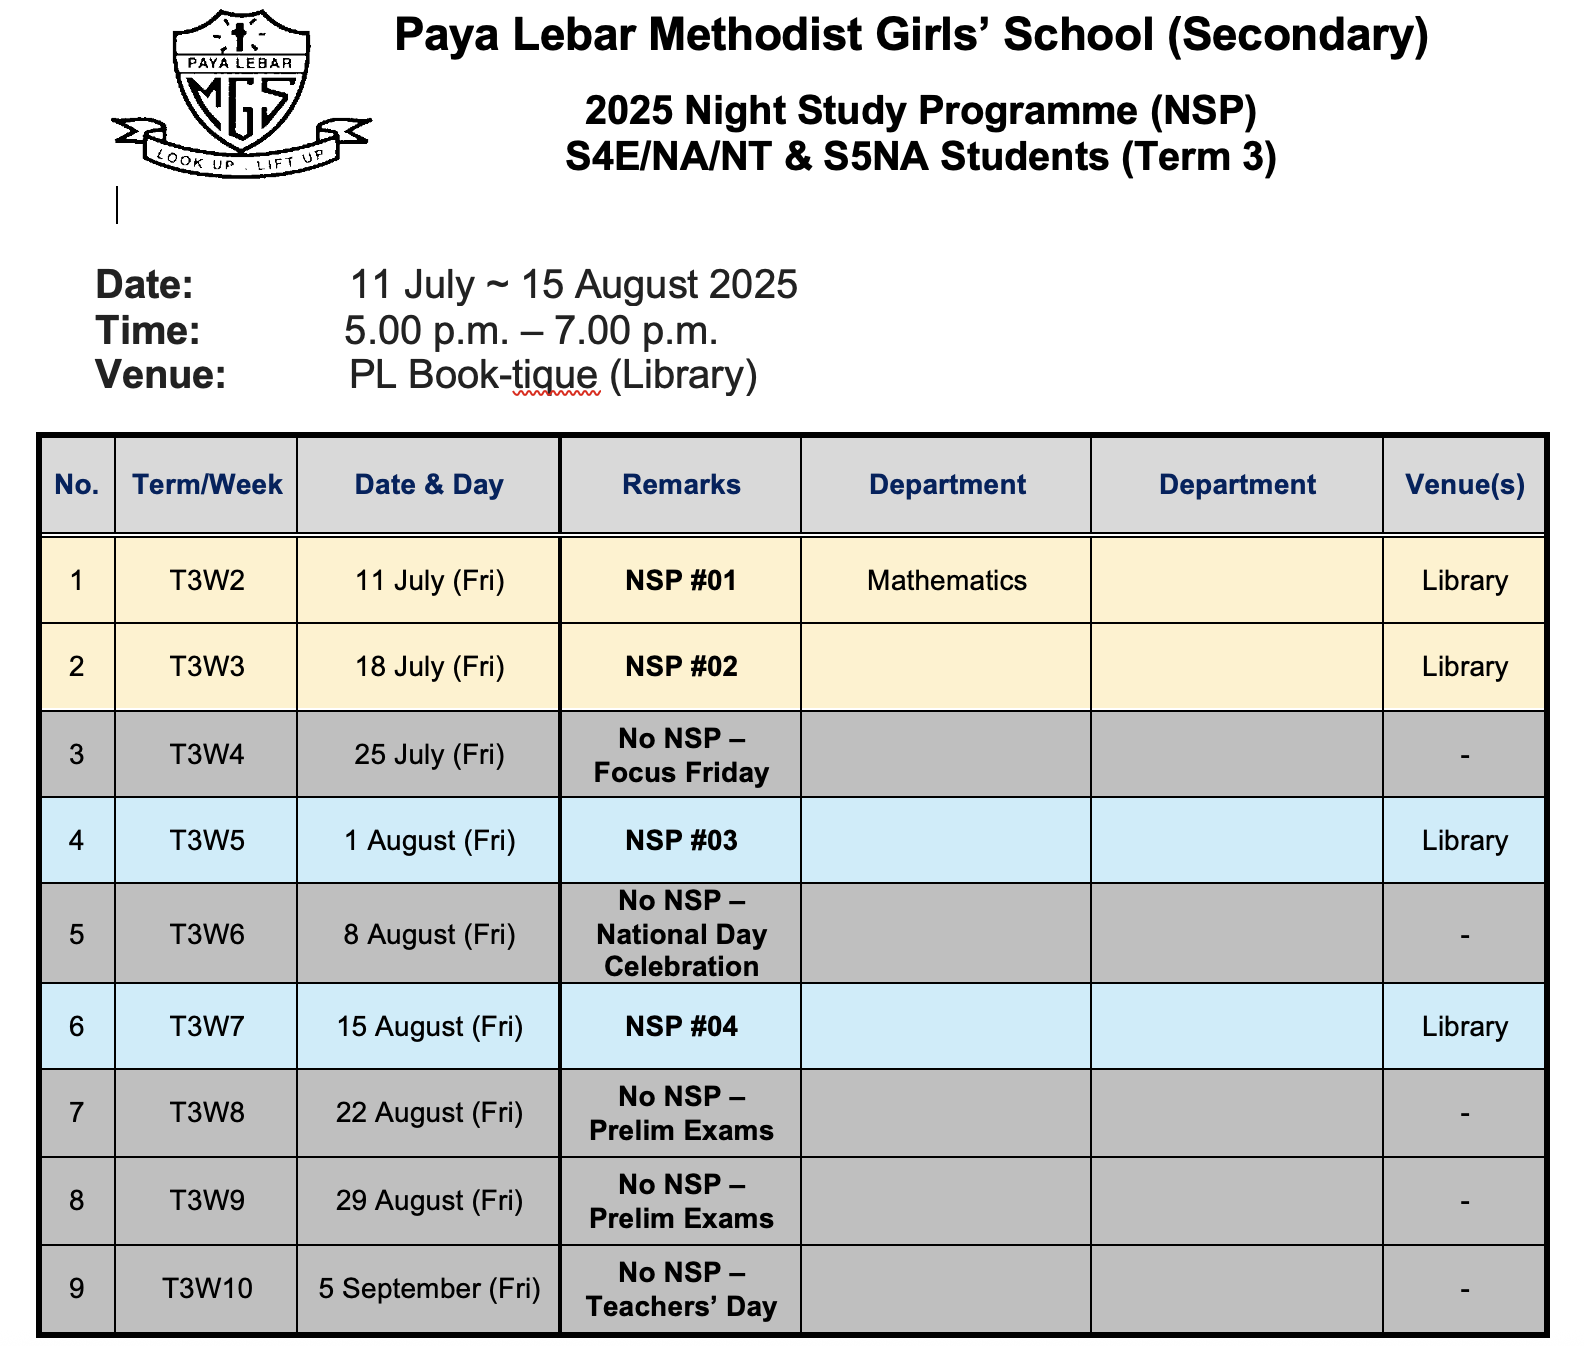 PAYA LEBAR
MGS
LOOK UP . LIFT UP
Paya Lebar Methodist Girls’ School (Secondary)
2025 Night Study Programme (NSP)
S4E/NA/NT & S5NA Students (Term 3)
Date: 11 July ~ 15 August 2025
Time: 5.00 p.m. – 7.00 p.m.
Venue: PL Book-tique (Library)
No. Term/Week Date & Day Remarks Department Department Venue(s)
1 T3W2 11 July (Fri) NSP #01 Mathematics Library
2 T3W3 18 July (Fri) NSP #02 Library
3 T3W4 25 July (Fri) No NSP –
Focus Friday -
4 T3W5 1 August (Fri) NSP #03 Library
5 T3W6 8 August (Fri) No NSP –
National Day
Celebration -
6 T3W7 15 August (Fri) NSP #04 Library
7 T3W8 22 August (Fri) No NSP –
Prelim Exams -
8 T3W9 29 August (Fri) No NSP –
Prelim Exams -
9 T3W10 5 September (Fri) No NSP –
Teachers’ Day -